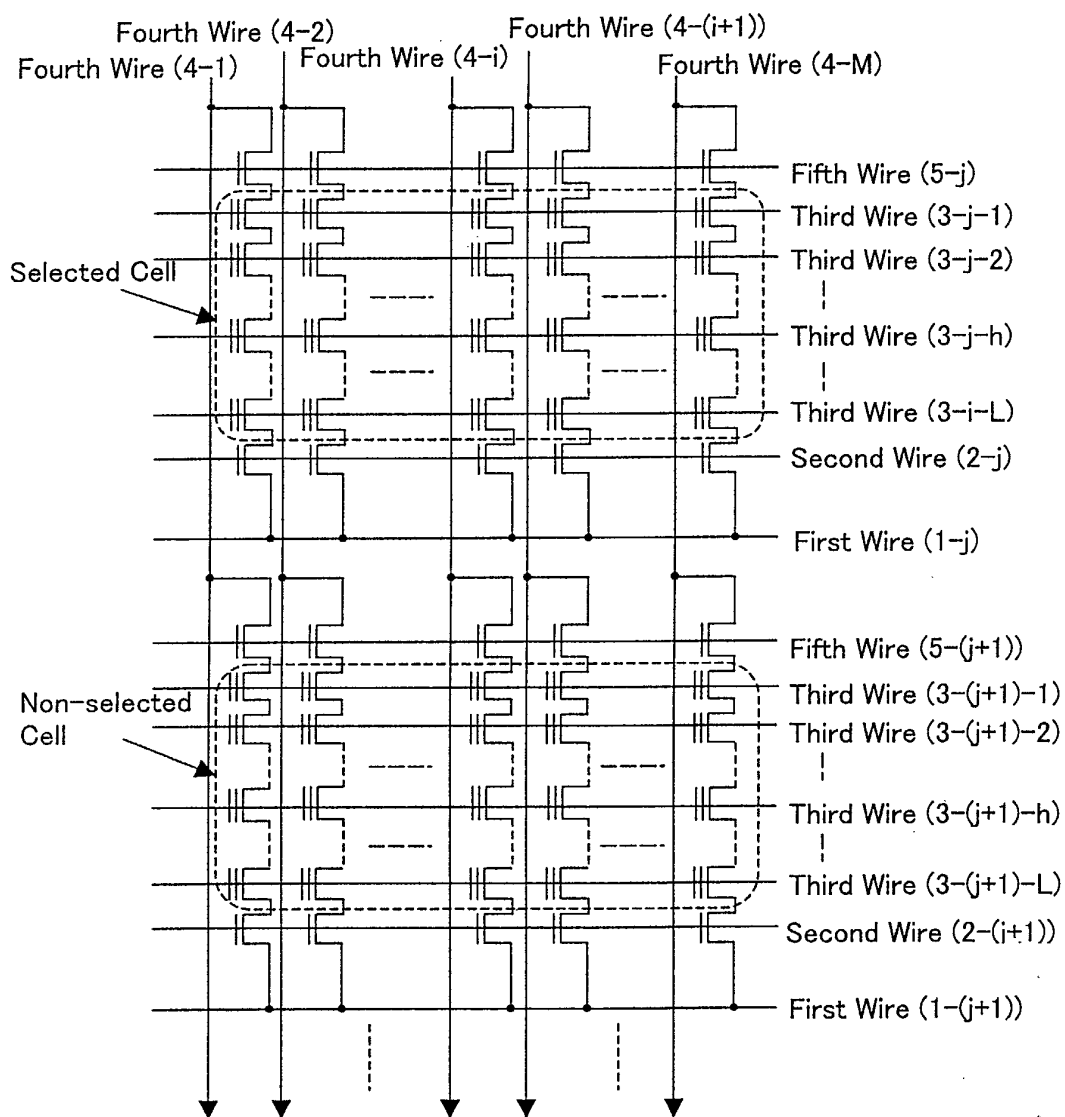 Fourth Wire (4-2)
Fourth Wire (4-(i+1))
Fourth Wire (4-1)
Fourth Wire (4-i)
Fourth Wire (4-M)
Fifth Wire (5-j)
Third Wire (3-j-1)
Third Wire (3-j-2)
Selected Cell
Third Wire (3-j-h)
Third Wire (3-i-L)
Second Wire (2-j)
First Wire (1-j)
Fifth Wire (5-(j+1))
Third Wire (3-(j+1)-1)
Non-selected
Cell
Third Wire (3-(j+1)-2)
Third Wire (3-(j+1)-h)
Third Wire (3-(j+1)-L)
Second Wire (2-(i+1))
First Wire (1-(j+1))